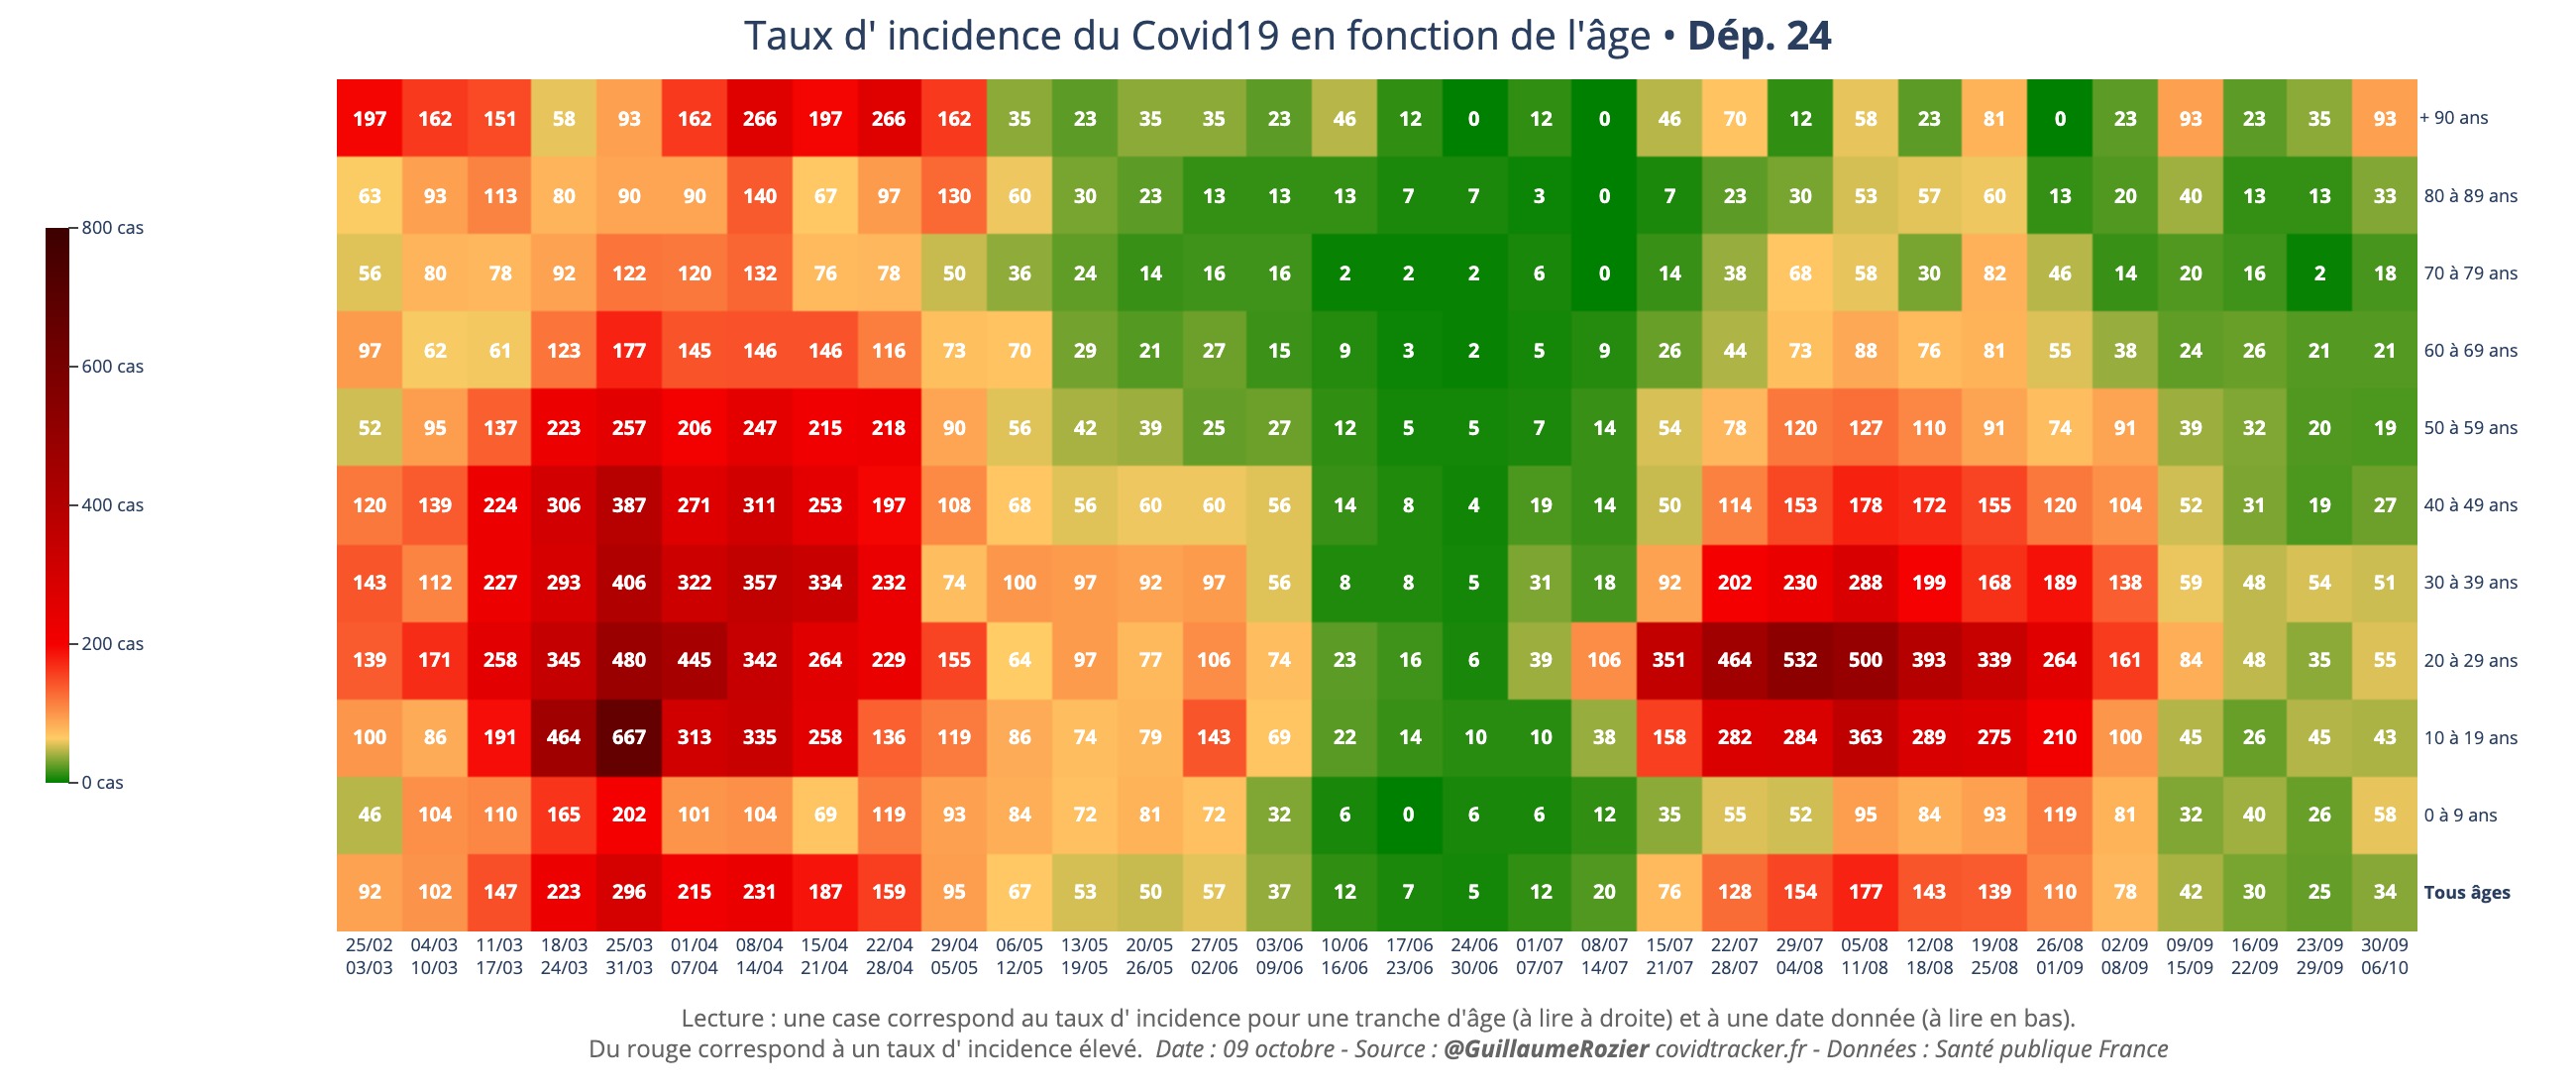 Taux d' incidence du Covid19 en fonction de l'âge • Dép. 24
800 cas
600 cas
400 cas
200 cas
0 cas
197 162 151 58 93 162 266 197 266 162 35 23 35 35 23 46 12 0 12 0 46 70 12 58 23 81 0 23 93 23 35 93 + 90 ans
63 93 113 80 90 90 140 67 97 130 60 30 23 13 13 13 7 7 3 0 7 23 30 53 57 60 13 20 40 13 13 33 80 à 89 ans
56 80 78 92 122 120 132 76 78 50 36 24 14 16 16 2 2 2 6 0 14 38 68 58 30 82 46 14 20 16 2 18 70 à 79 ans
97 62 61 123 177 145 146 146 116 73 70 29 21 27 15 9 3 2 5 9 26 44 73 88 76 81 55 38 24 26 21 21 60 à 69 ans
52 95 137 223 257 206 247 215 218 90 56 42 39 25 27 12 5 5 7 14 54 78 120 127 110 91 74 91 39 32 20 19 50 à 59 ans
120 139 224 306 387 271 311 253 197 108 68 56 60 60 56 14 8 4 19 14 50 114 153 178 172 155 120 104 52 31 19 27 40 à 49 ans
143 112 227 293 406 322 357 334 232 74 100 97 92 97 56 8 8 5 31 18 92 202 230 288 199 168 189 138 59 48 54 51 30 à 39 ans
139 171 258 345 480 445 342 264 229 155 64 97 77 106 74 23 16 6 39 106 351 464 532 500 393 339 264 161 84 48 35 55 20 à 29 ans
100 86 191 464 667 313 335 258 136 119 86 74 79 143 69 22 14 10 10 38 158 282 284 363 289 275 210 100 45 26 45 43 10 à 19 ans
46 104 110 165 202 101 104 69 119 93 84 72 81 72 32 6 0 6 6 12 35 55 52 95 84 93 119 81 32 40 26 58 0 à 9 ans
92 102 147 223 296 215 231 187 159 95 67 53 50 57 37 12 7 5 12 20 76 128 154 177 143 139 110 78 42 30 25 34 Tous âges
25/02 04/03 11/03 18/03 25/03 01/04 08/04 15/04 22/04 29/04 06/05 13/05 20/05 27/05 03/06 10/06 17/06 24/06 01/07 08/07 15/07 22/07 29/07 05/08 12/08 19/08 26/08 02/09 09/09 16/09 23/09 30/09
03/03 10/03 17/03 24/03 31/03 07/04 14/04 21/04 28/04 05/05 12/05 19/05 26/05 02/06 09/06 16/06 23/06 30/06 07/07 14/07 21/07 28/07 04/08 11/08 18/08 25/08 01/09 08/09 15/09 22/09 29/09 06/10
Lecture : une case correspond au taux d' incidence pour une tranche d'âge (à lire à droite) et à une date donnée (à lire en bas).
Du rouge correspond à un taux d' incidence élevé. Date : 09 octobre - Source : @GuillaumeRozier covidtracker.fr - Données : Santé publique France